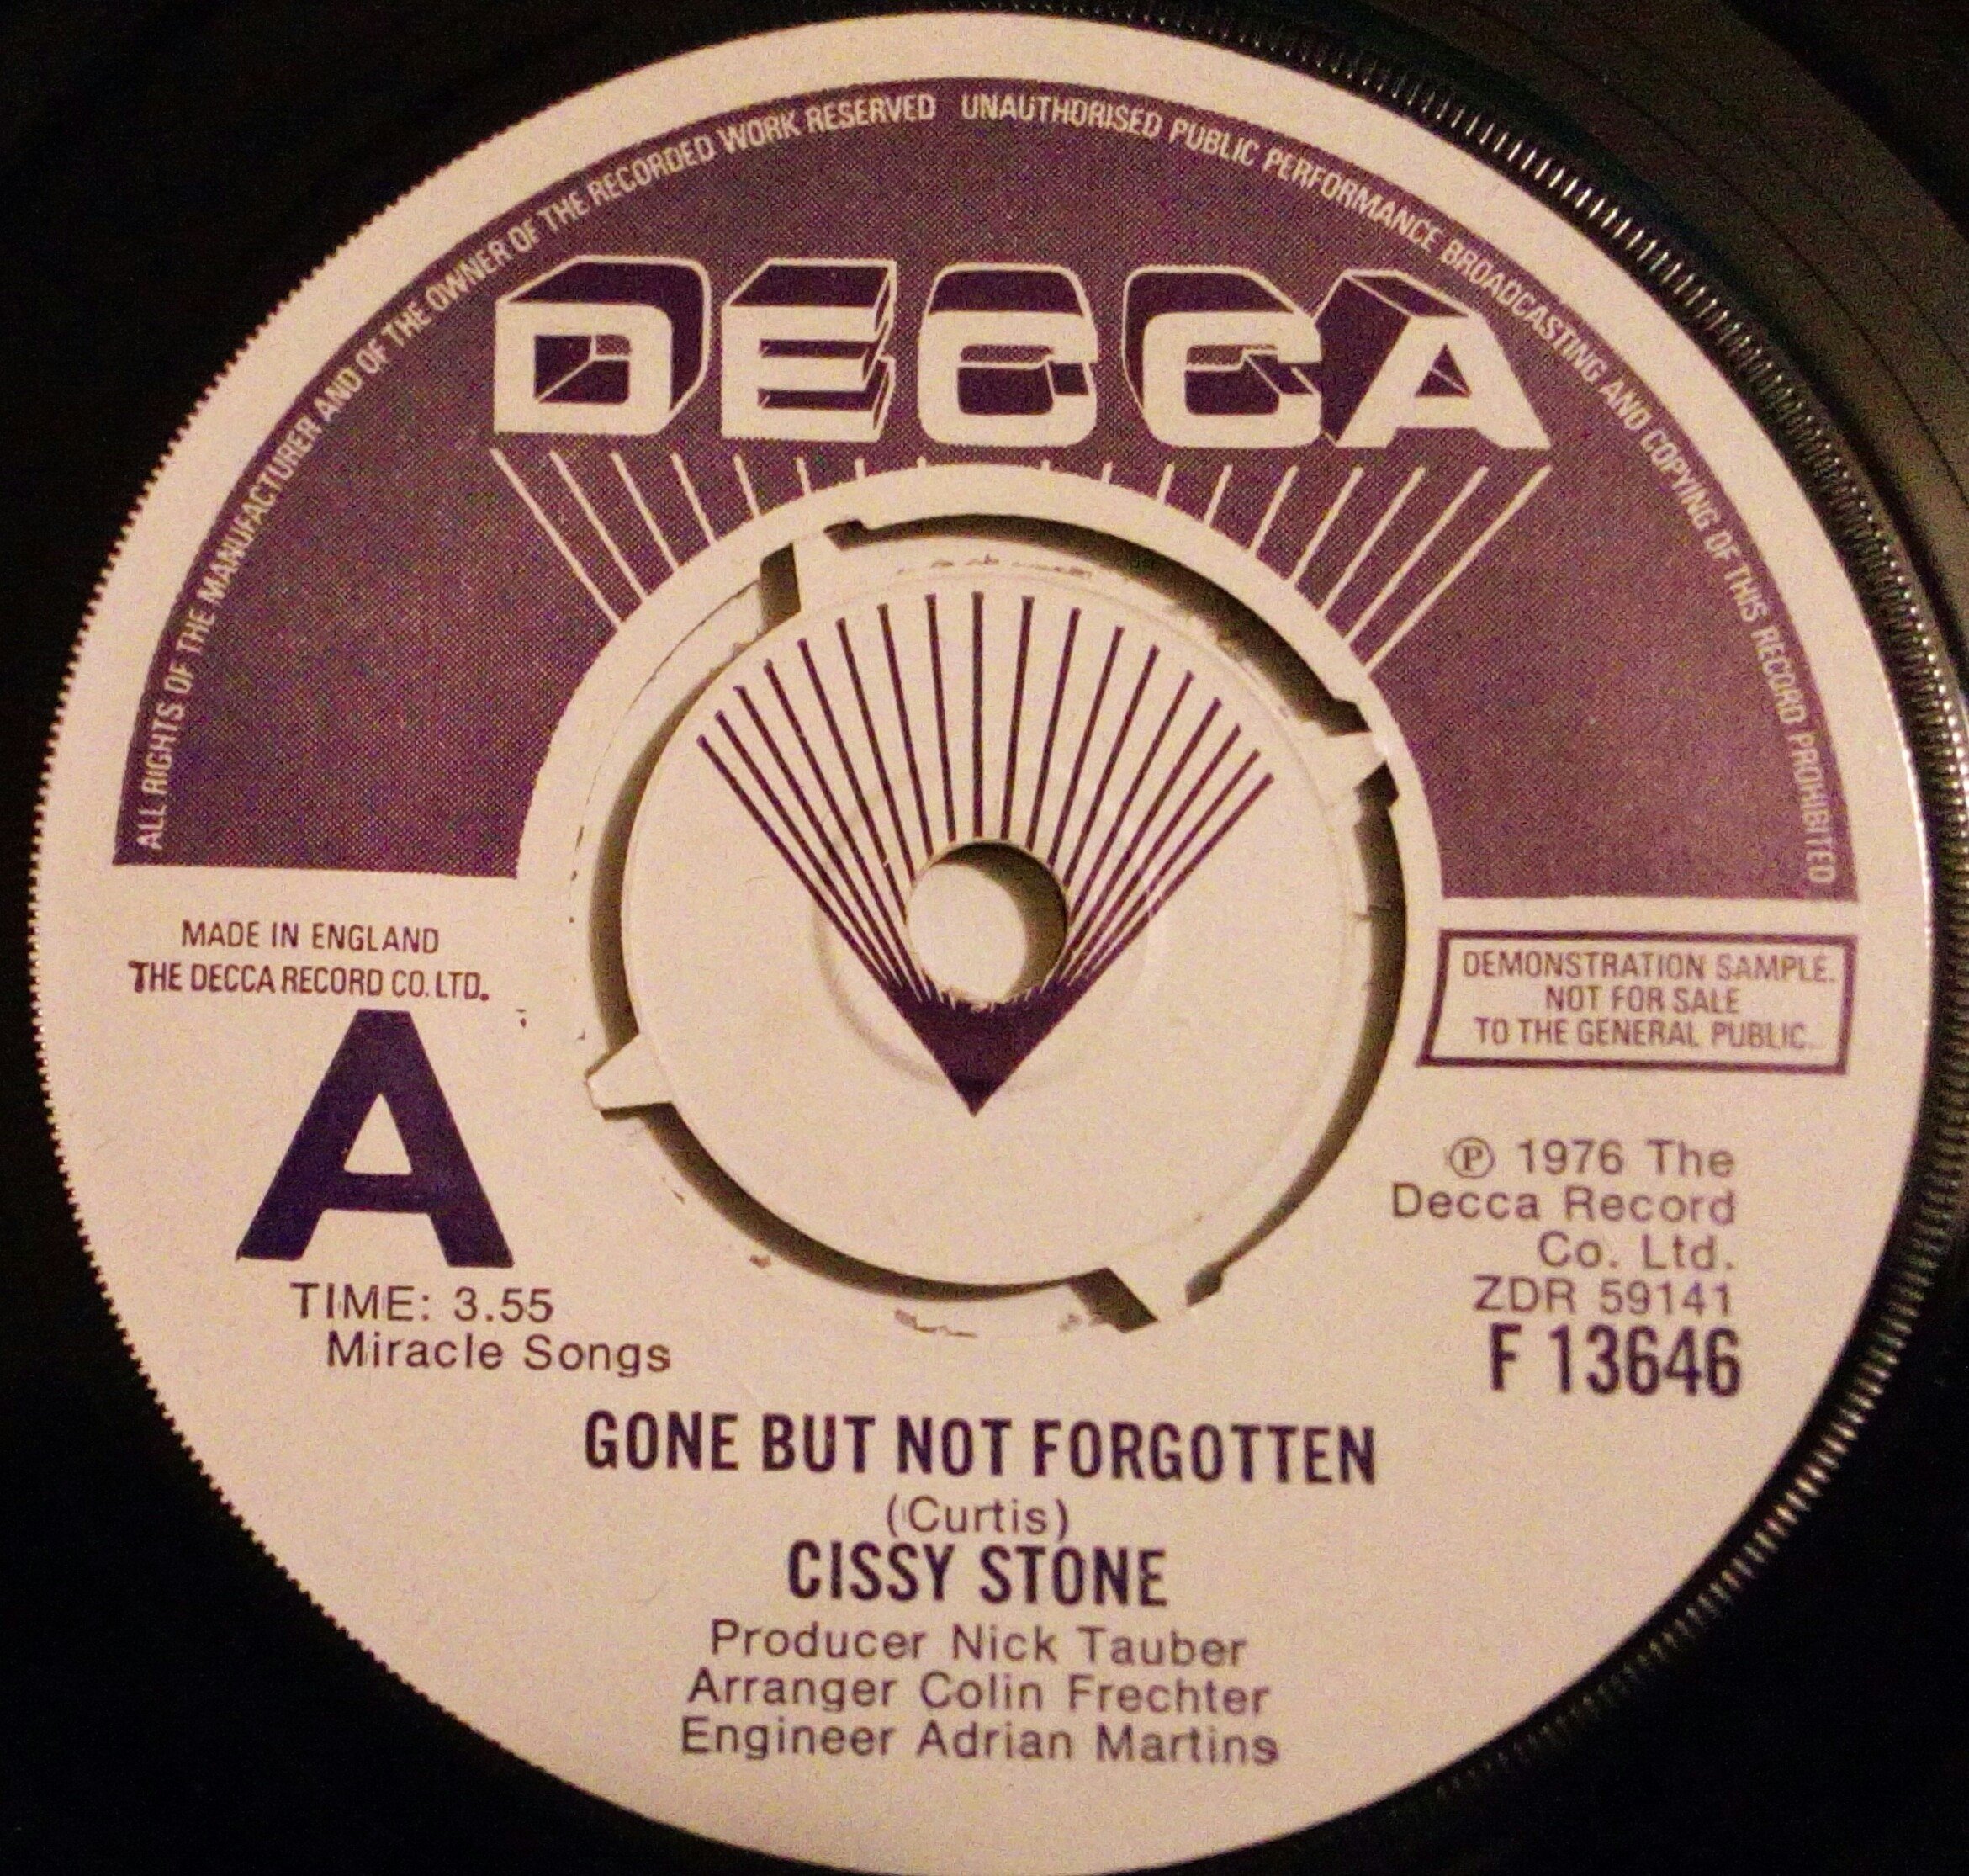 ALL RIGHTS OF THE MANUFACTURER AND OF THE OWNER OF THE RECORDED WORK RESERVED UNAUTHORISED PUBLIC PERFORMANCE BROADCASTING AND COPYING OF THIS RECORD PROHIBITED
DECCA
MADE IN ENGLAND
THE DECCA RECORD CO. LTD.
DEMONSTRATION SAMPLE.
NOT FOR SALE
TO THE GENERAL PUBLIC.
A
TIME: 3.55
Miracle Songs
℗ 1976 The
Decca Record
Co. Ltd.
ZDR 59141
F 13646
GONE BUT NOT FORGOTTEN
(Curtis)
CISSY STONE
Producer Nick Tauber
Arranger Colin Frechter
Engineer Adrian Martins